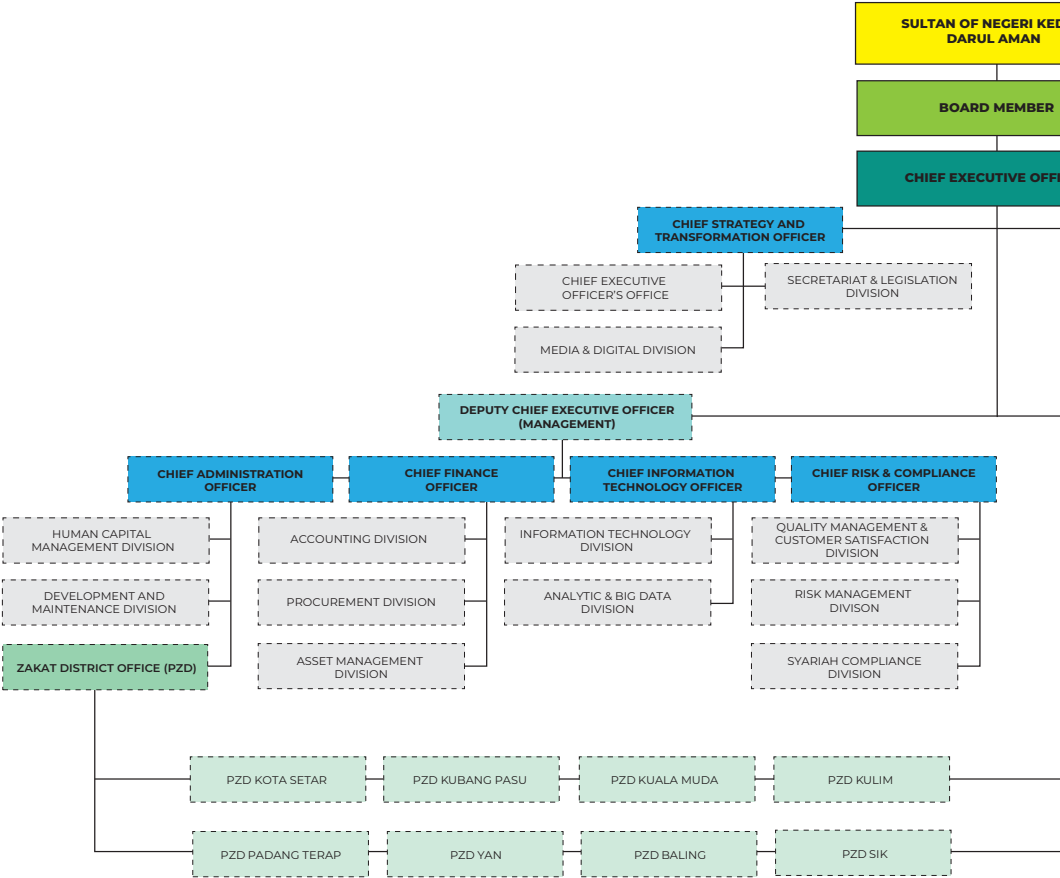 SULTAN OF NEGERI
DARUL AMAN
BOARD MEMBER
CHIEF EXECUTIVE
CHIEF STRATEGY AND
TRANSFORMATION OFFICER
CHIEF EXECUTIVE
OFFICER'S OFFICE
SECRETARIAT & LEGISLATION
DIVISION
MEDIA & DIGITAL DIVISION
DEPUTY CHIEF EXECUTIVE OFFICER
(MANAGEMENT)
CHIEF ADMINISTRATION
OFFICER
CHIEF FINANCE
OFFICER
CHIEF INFORMATION
TECHNOLOGY OFFICER
CHIEF RISK & COMPLIANCE
OFFICER
HUMAN CAPITAL
MANAGEMENT DIVISION
ACCOUNTING DIVISION
INFORMATION TECHNOLOGY
DIVISION
QUALITY MANAGEMENT &
CUSTOMER SATISFACTION
DIVISION
DEVELOPMENT AND
MAINTENANCE DIVISION
PROCUREMENT DIVISION
ANALYTIC & BIG DATA
DIVISION
RISK MANAGEMENT
DIVISON
ZAKAT DISTRICT OFFICE (PZD)
ASSET MANAGEMENT
DIVISION
SYARIAH COMPLIANCE
DIVISION
PZD KOTA SETAR
PZD KUBANG PASU
PZD KUALA MUDA
PZD KULIM
PZD PADANG TERAP
PZD YAN
PZD BALING
PZD SIK